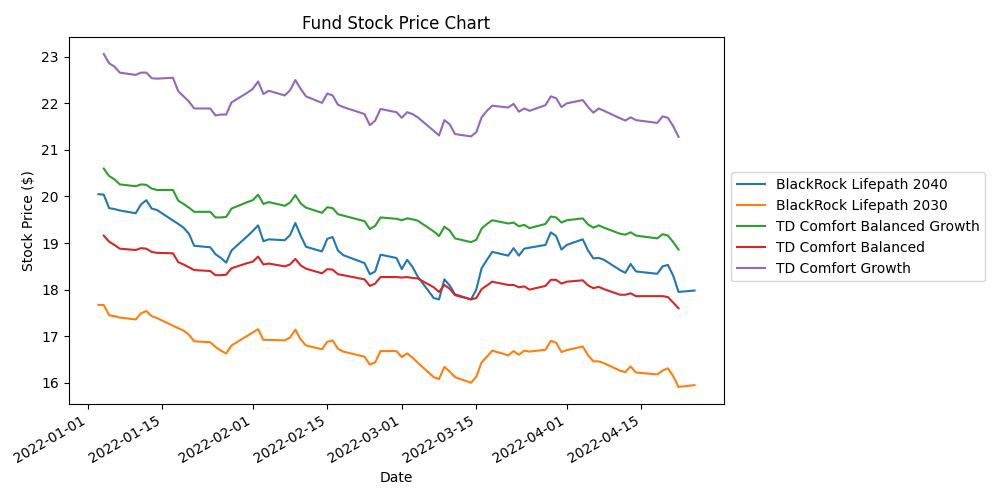 Fund Stock Price Chart
Stock Price ($)
23
22
21
20
19
18
17
16
2022-01-01
2022-01-15
2022-02-01
2022-02-15
2022-03-01
2022-03-15
2022-04-01
2022-04-15
Date
BlackRock Lifepath 2040
BlackRock Lifepath 2030
TD Comfort Balanced Growth
TD Comfort Balanced
TD Comfort Growth